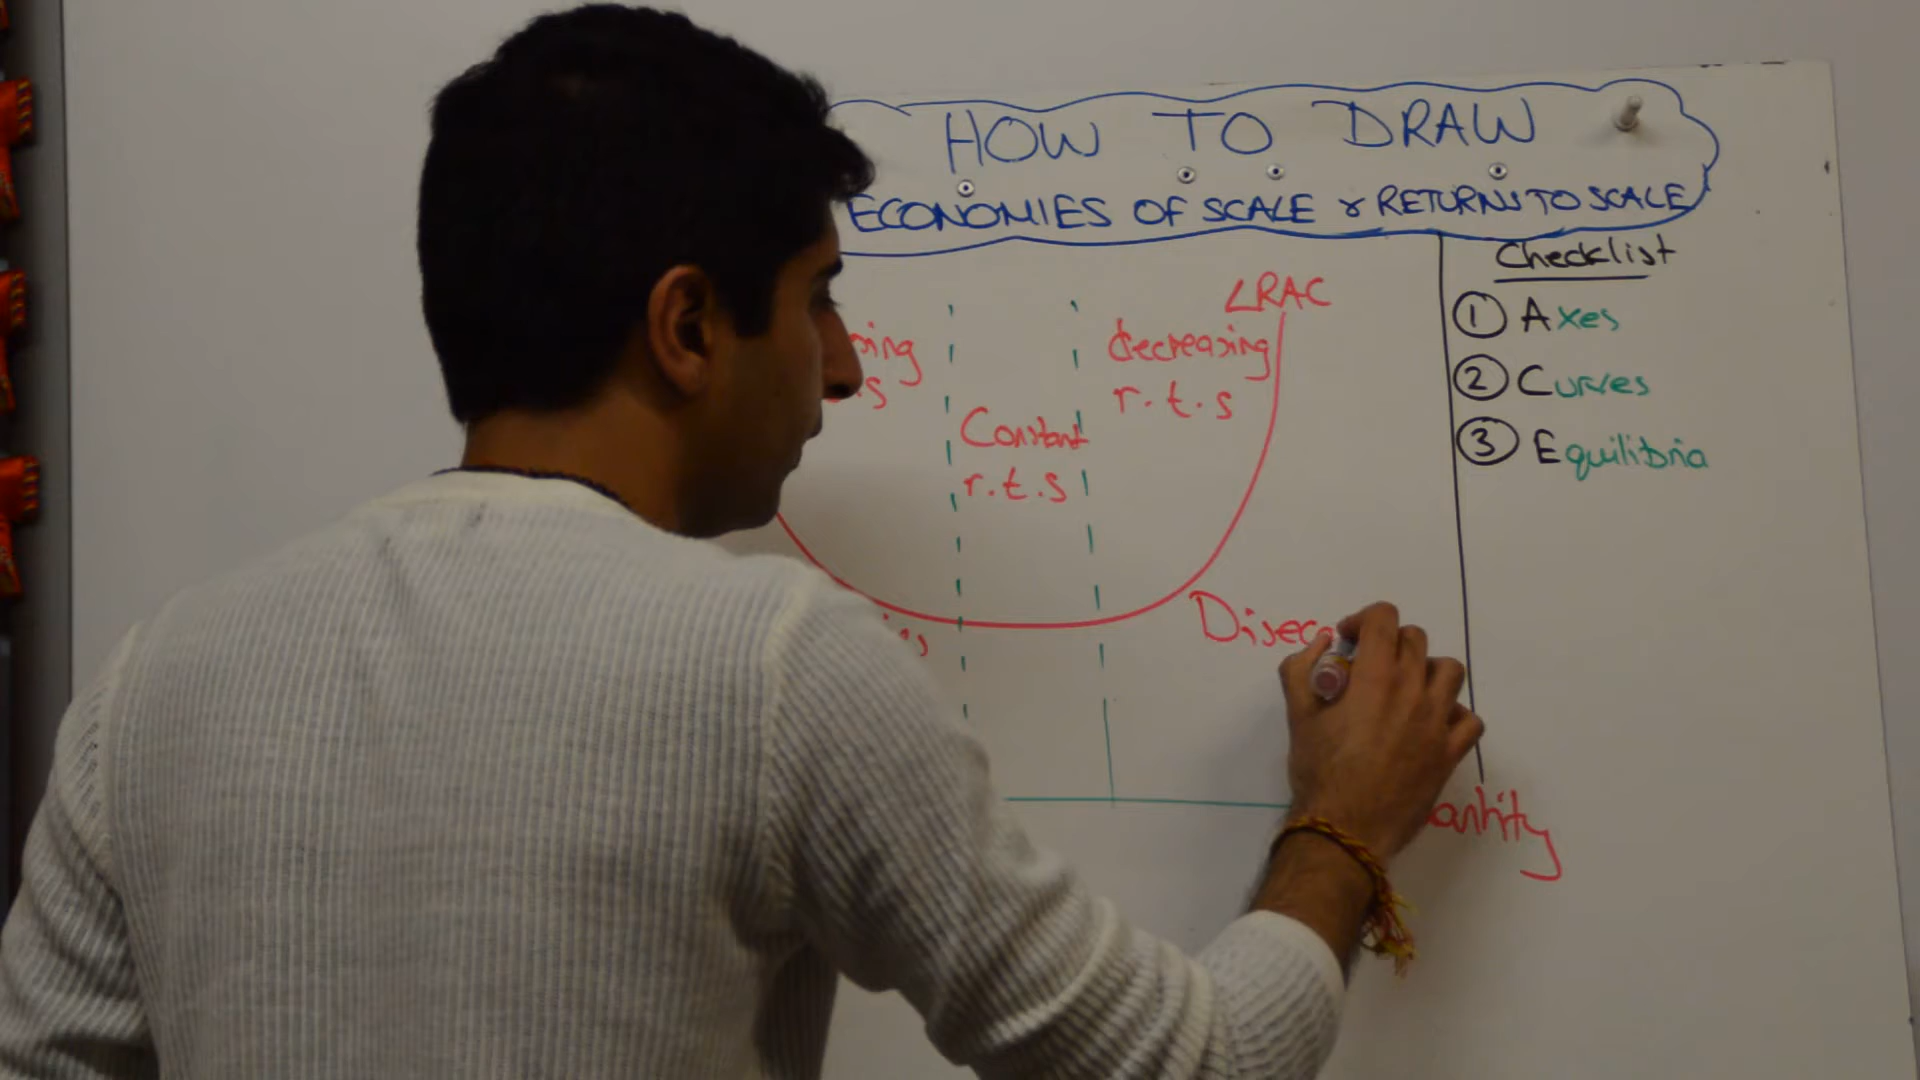 HOW TO DRAW
ECONOMIES OF SCALE & RETURNS TO SCALE
Checklist
① Axes
② Curves
③ Equilibria
LRAC
decreasing
r.t.s
Constant
r.t.s